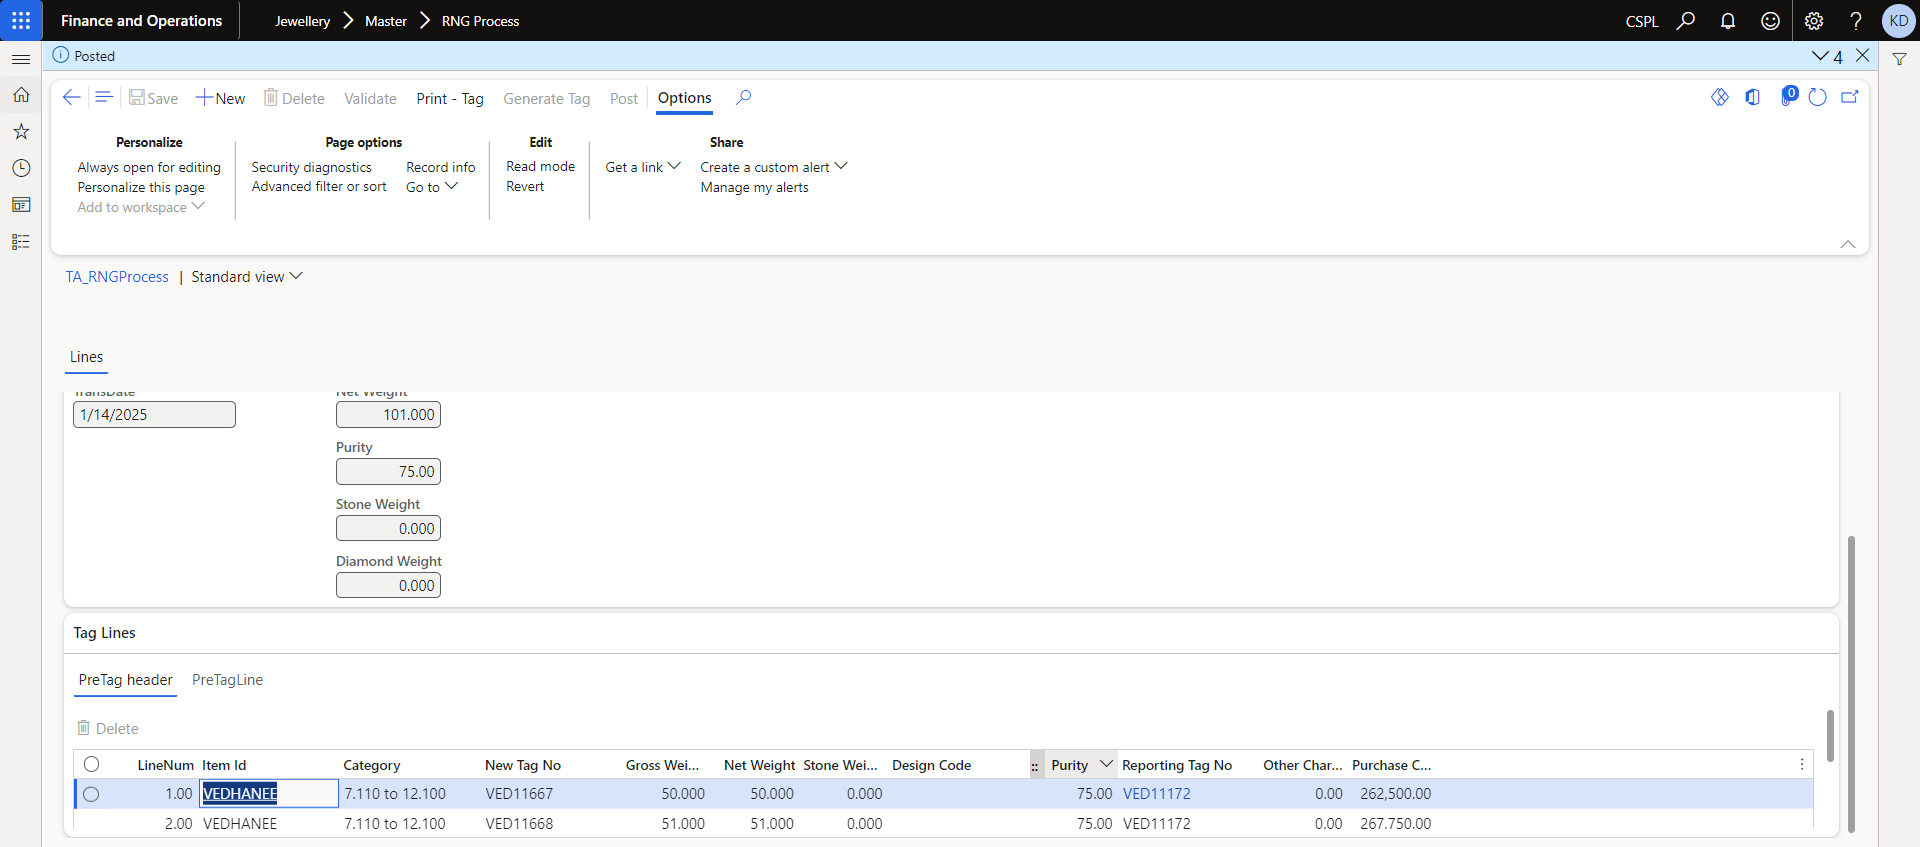 Finance and Operations
Jewellery > Master > RNG Process
CSPL
KD
Posted
4
Save
New
Delete
Validate
Print - Tag
Generate Tag
Post
Options
0
Personalize
Always open for editing
Personalize this page
Add to workspace
Page options
Security diagnostics
Advanced filter or sort
Record info
Go to
Edit
Read mode
Revert
Get a link
Share
Create a custom alert
Manage my alerts
TA_RNGProcess | Standard view
Lines
TransDate
1/14/2025
Net Weight
101.000
Purity
75.00
Stone Weight
0.000
Diamond Weight
0.000
Tag Lines
PreTag header PreTagLine
Delete
LineNum Item Id Category New Tag No Gross Wei... Net Weight Stone Wei... Design Code Purity Reporting Tag No Other Char... Purchase C...
1.00 VEDHANEE 7.110 to 12.100 VED11667 50.000 50.000 0.000 75.00 VED11172 0.00 262,500.00
2.00 VEDHANEE 7.110 to 12.100 VED11668 51.000 51.000 0.000 75.00 VED11172 0.00 267,750.00